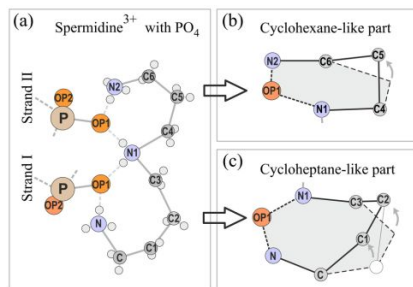 (a) Spermidine³⁺ with PO₄
Strand II
Strand I
OP2
P
OP1
N2
C6
C5
C4
N1
C3
OP1
P
OP2
N
C2
C1
C
(b) Cyclohexane-like part
N2
C6
C5
OP1
N1
C4
(c) Cycloheptane-like part
N1
C3
C2
OP1
C1
N
C